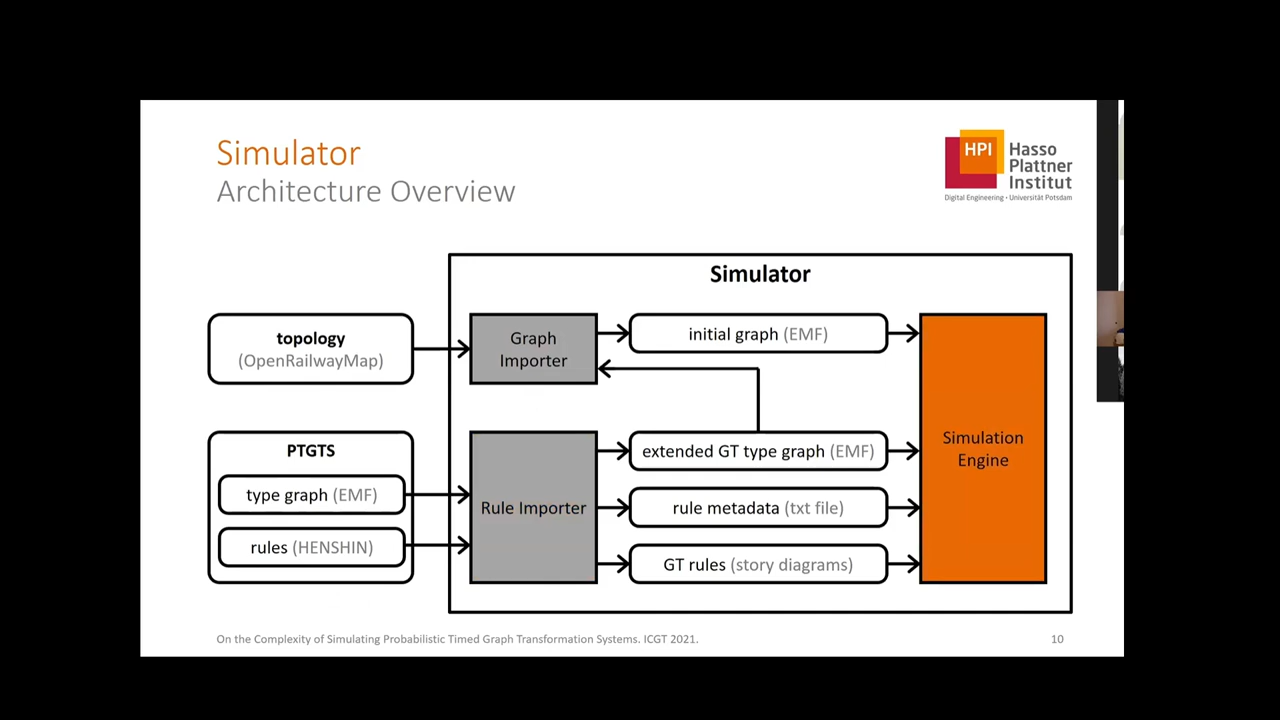 Simulator
Architecture Overview
HPI
Hasso
Plattner
Institut
Digital Engineering • Universität Potsdam
Simulator
topology
(OpenRailwayMap)
Graph
Importer
initial graph (EMF)
PTGTS
type graph (EMF)
rules (HENSHIN)
Rule Importer
extended GT type graph (EMF)
rule metadata (txt file)
GT rules (story diagrams)
Simulation
Engine
On the Complexity of Simulating Probabilistic Timed Graph Transformation Systems. ICGT 2021.
10